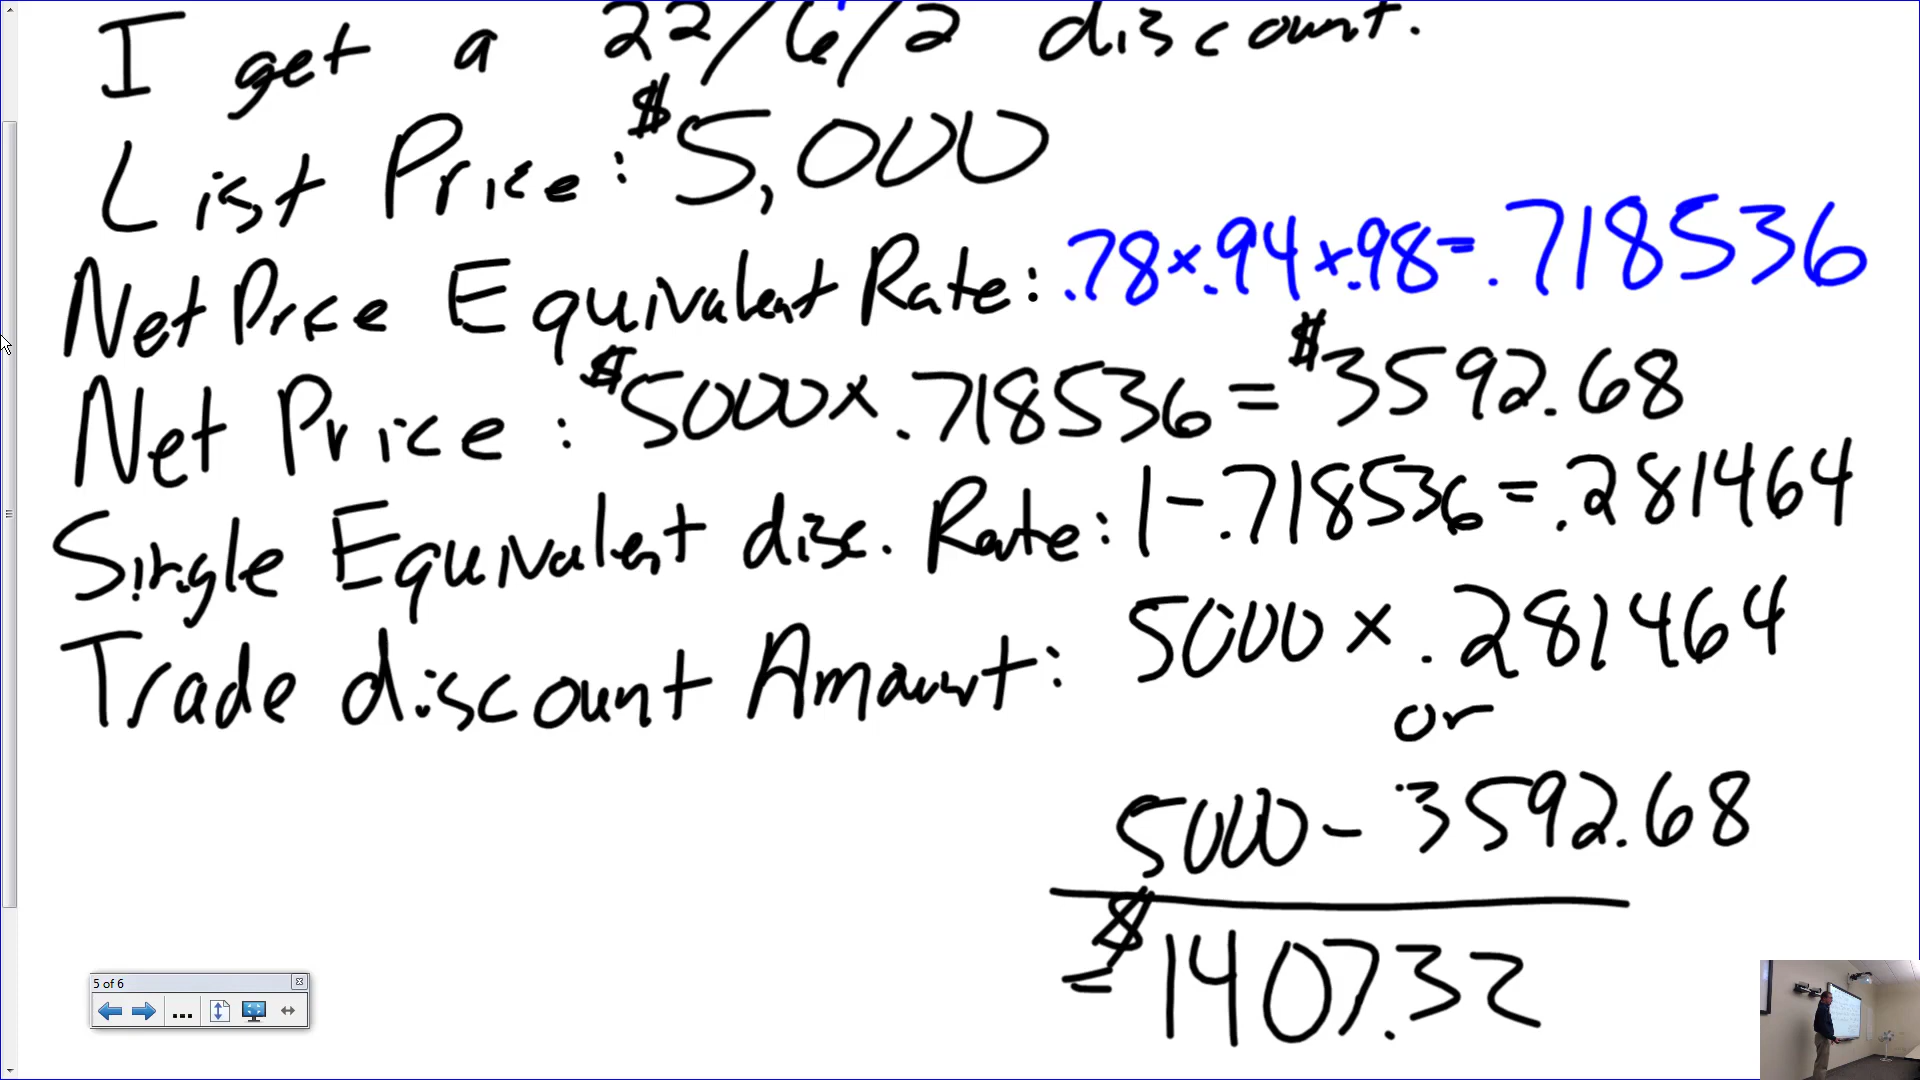 I get a 22/6/2 discount.
List Price: $5,000
Net Price Equivalent Rate: .78×.94×.98=.718536
Net Price: $5000×.718536=$3592.68
Single Equivalent disc. Rate: 1-.718536=.281464
Trade discount Amount: 5000×.281464
or
5000-3592.68
=$1407.32
5 of 6
...